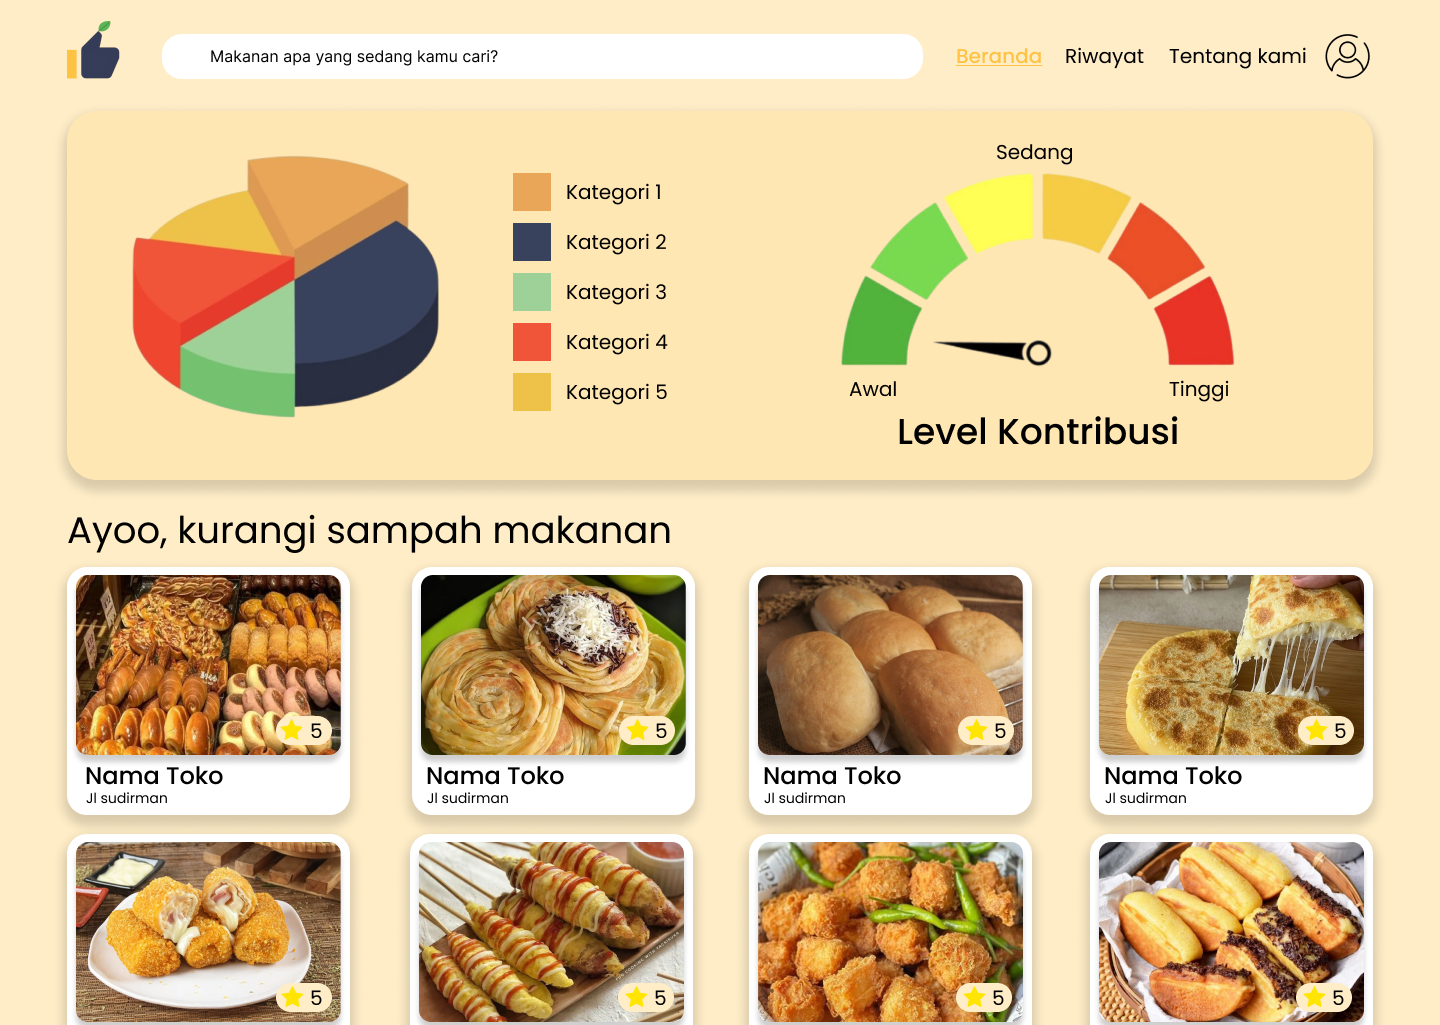 Makanan apa yang sedang kamu cari?
Beranda
Riwayat
Tentang kami
Kategori 1
Kategori 2
Kategori 3
Kategori 4
Kategori 5
Sedang
Awal
Tinggi
Level Kontribusi
Ayoo, kurangi sampah makanan
5
5
5
5
Nama Toko
Jl sudirman
Nama Toko
Jl sudirman
Nama Toko
Jl sudirman
Nama Toko
Jl sudirman
5
5
5
5